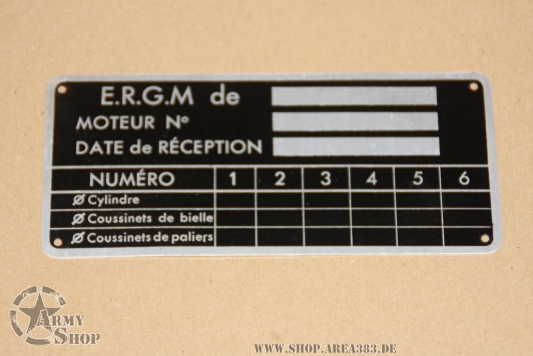 E.R.G.M de
MOTEUR Nº
DATE de RÉCEPTION
NUMÉRO 1 2 3 4 5 6
Ø Cylindre
Ø Coussinets de bielle
Ø Coussinets de paliers
ARMY
SHOP
WWW.SHOP.AREA383.DE